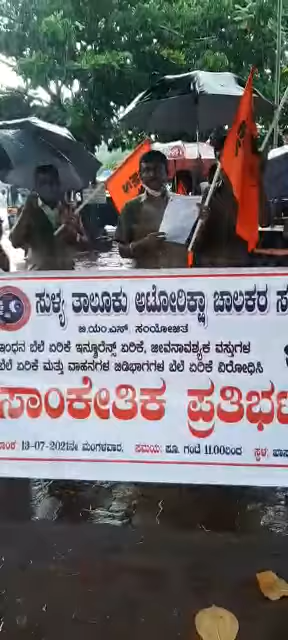 ಸುಳ್ಯ ತಾಲೂಕು ಆಟೋರಿಕ್ಷಾ ಚಾಲಕರ ಸ
ಬಿ.ಯಂ.ಎಸ್. ಸಂಯೋಜಿತ
ಇಂಧನ ಬೆಲೆ ಏರಿಕೆ ಇನ್ಶೂರೆನ್ಸ್ ಏರಿಕೆ, ಜೀವನಾವಶ್ಯಕ ವಸ್ತುಗಳ
ಬೆಲೆ ಏರಿಕೆ ಮತ್ತು ವಾಹನಗಳ ಬಿಡಿಭಾಗಗಳ ಬೆಲೆ ಏರಿಕೆ ವಿರೋಧಿಸಿ
ಸಾಂಕೇತಿಕ ಪ್ರತಿಭಟ
ಾಂಕ: 13-07-2021ನೇ ಮಂಗಳವಾರ, ಸಮಯ: ಪೂ. ಗಂಟೆ 11.00ರಿಂದ ಸ್ಥಳ: